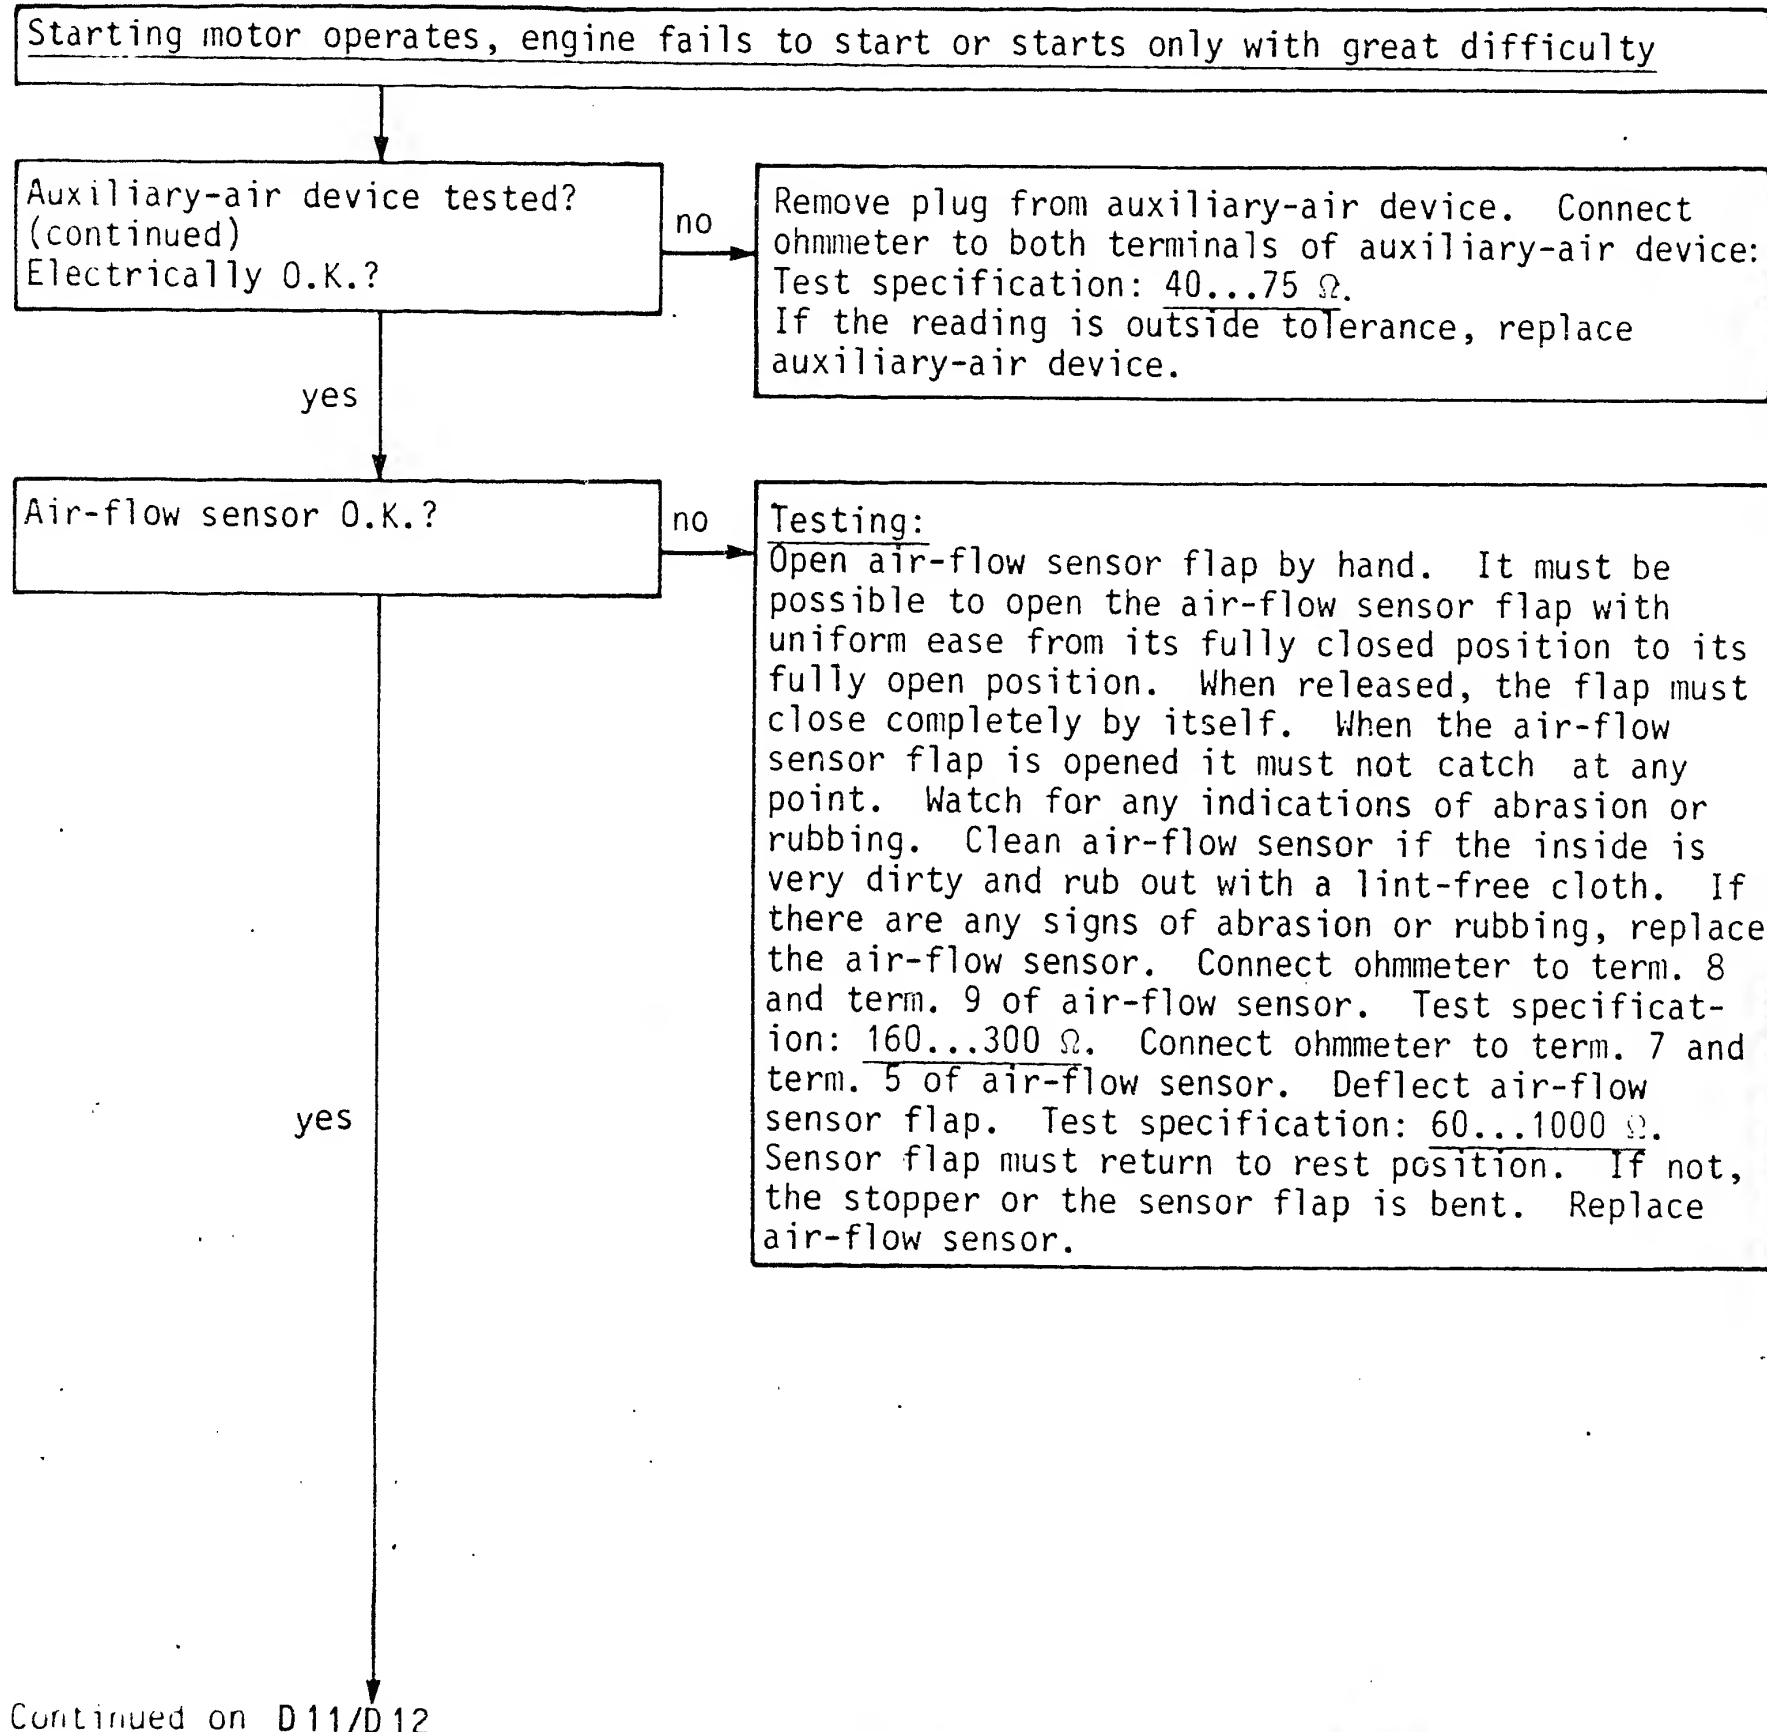 Starting motor operates, engine fails to start or starts only with great difficulty
Auxiliary-air device tested?
(continued)
Electrically O.K.?
no
Remove plug from auxiliary-air device. Connect
ohmmeter to both terminals of auxiliary-air device:
Test specification: 40...75 Ω.
If the reading is outside tolerance, replace
auxiliary-air device.
yes
Air-flow sensor O.K.?
no
Testing:
Open air-flow sensor flap by hand. It must be
possible to open the air-flow sensor flap with
uniform ease from its fully closed position to its
fully open position. When released, the flap must
close completely by itself. When the air-flow
sensor flap is opened it must not catch at any
point. Watch for any indications of abrasion or
rubbing. Clean air-flow sensor if the inside is
very dirty and rub out with a lint-free cloth. If
there are any signs of abrasion or rubbing, replace
the air-flow sensor. Connect ohmmeter to term. 8
and term. 9 of air-flow sensor. Test specificat-
ion: 160...300 Ω. Connect ohmmeter to term. 7 and
term. 5 of air-flow sensor. Deflect air-flow
sensor flap. Test specification: 60...1000 Ω.
Sensor flap must return to rest position. If not,
the stopper or the sensor flap is bent. Replace
air-flow sensor.
yes
Continued on D11/D12